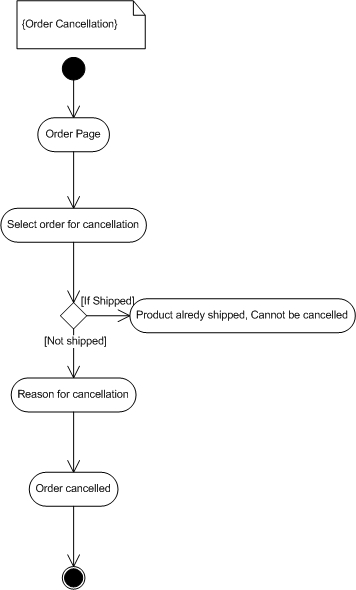 {Order Cancellation}
Order Page
Select order for cancellation
[If Shipped]
Product alredy shipped, Cannot be cancelled
[Not shipped]
Reason for cancellation
Order cancelled